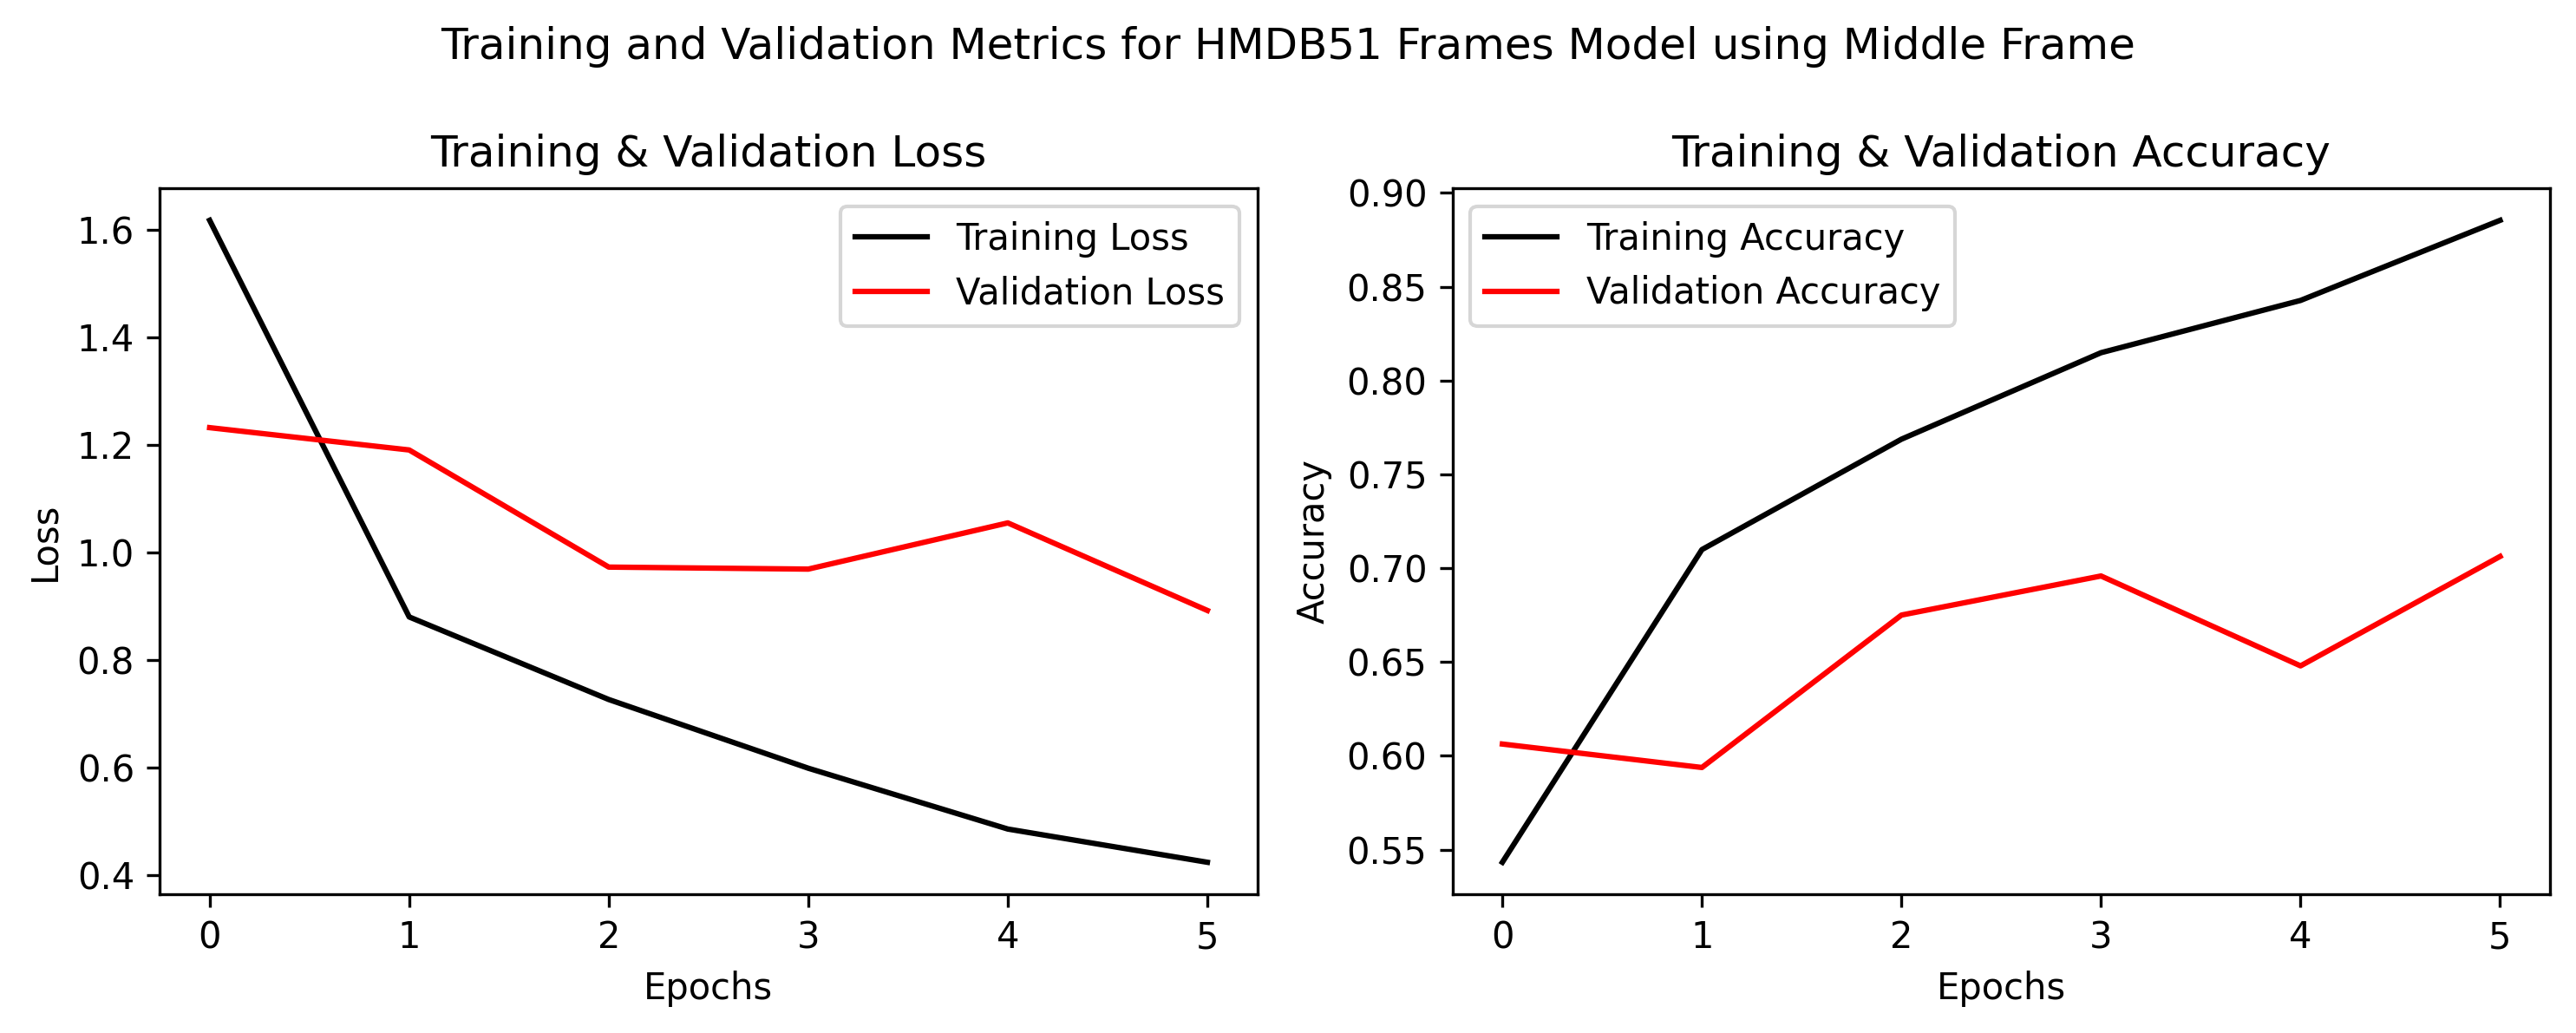 Training and Validation Metrics for HMDB51 Frames Model using Middle Frame
Training & Validation Loss
1.6
1.4
1.2
1.0
0.8
0.6
0.4
Loss
Training Loss
Validation Loss
0 1 2 3 4 5
Epochs
Training & Validation Accuracy
0.90
0.85
0.80
0.75
0.70
0.65
0.60
0.55
Accuracy
Training Accuracy
Validation Accuracy
0 1 2 3 4 5
Epochs